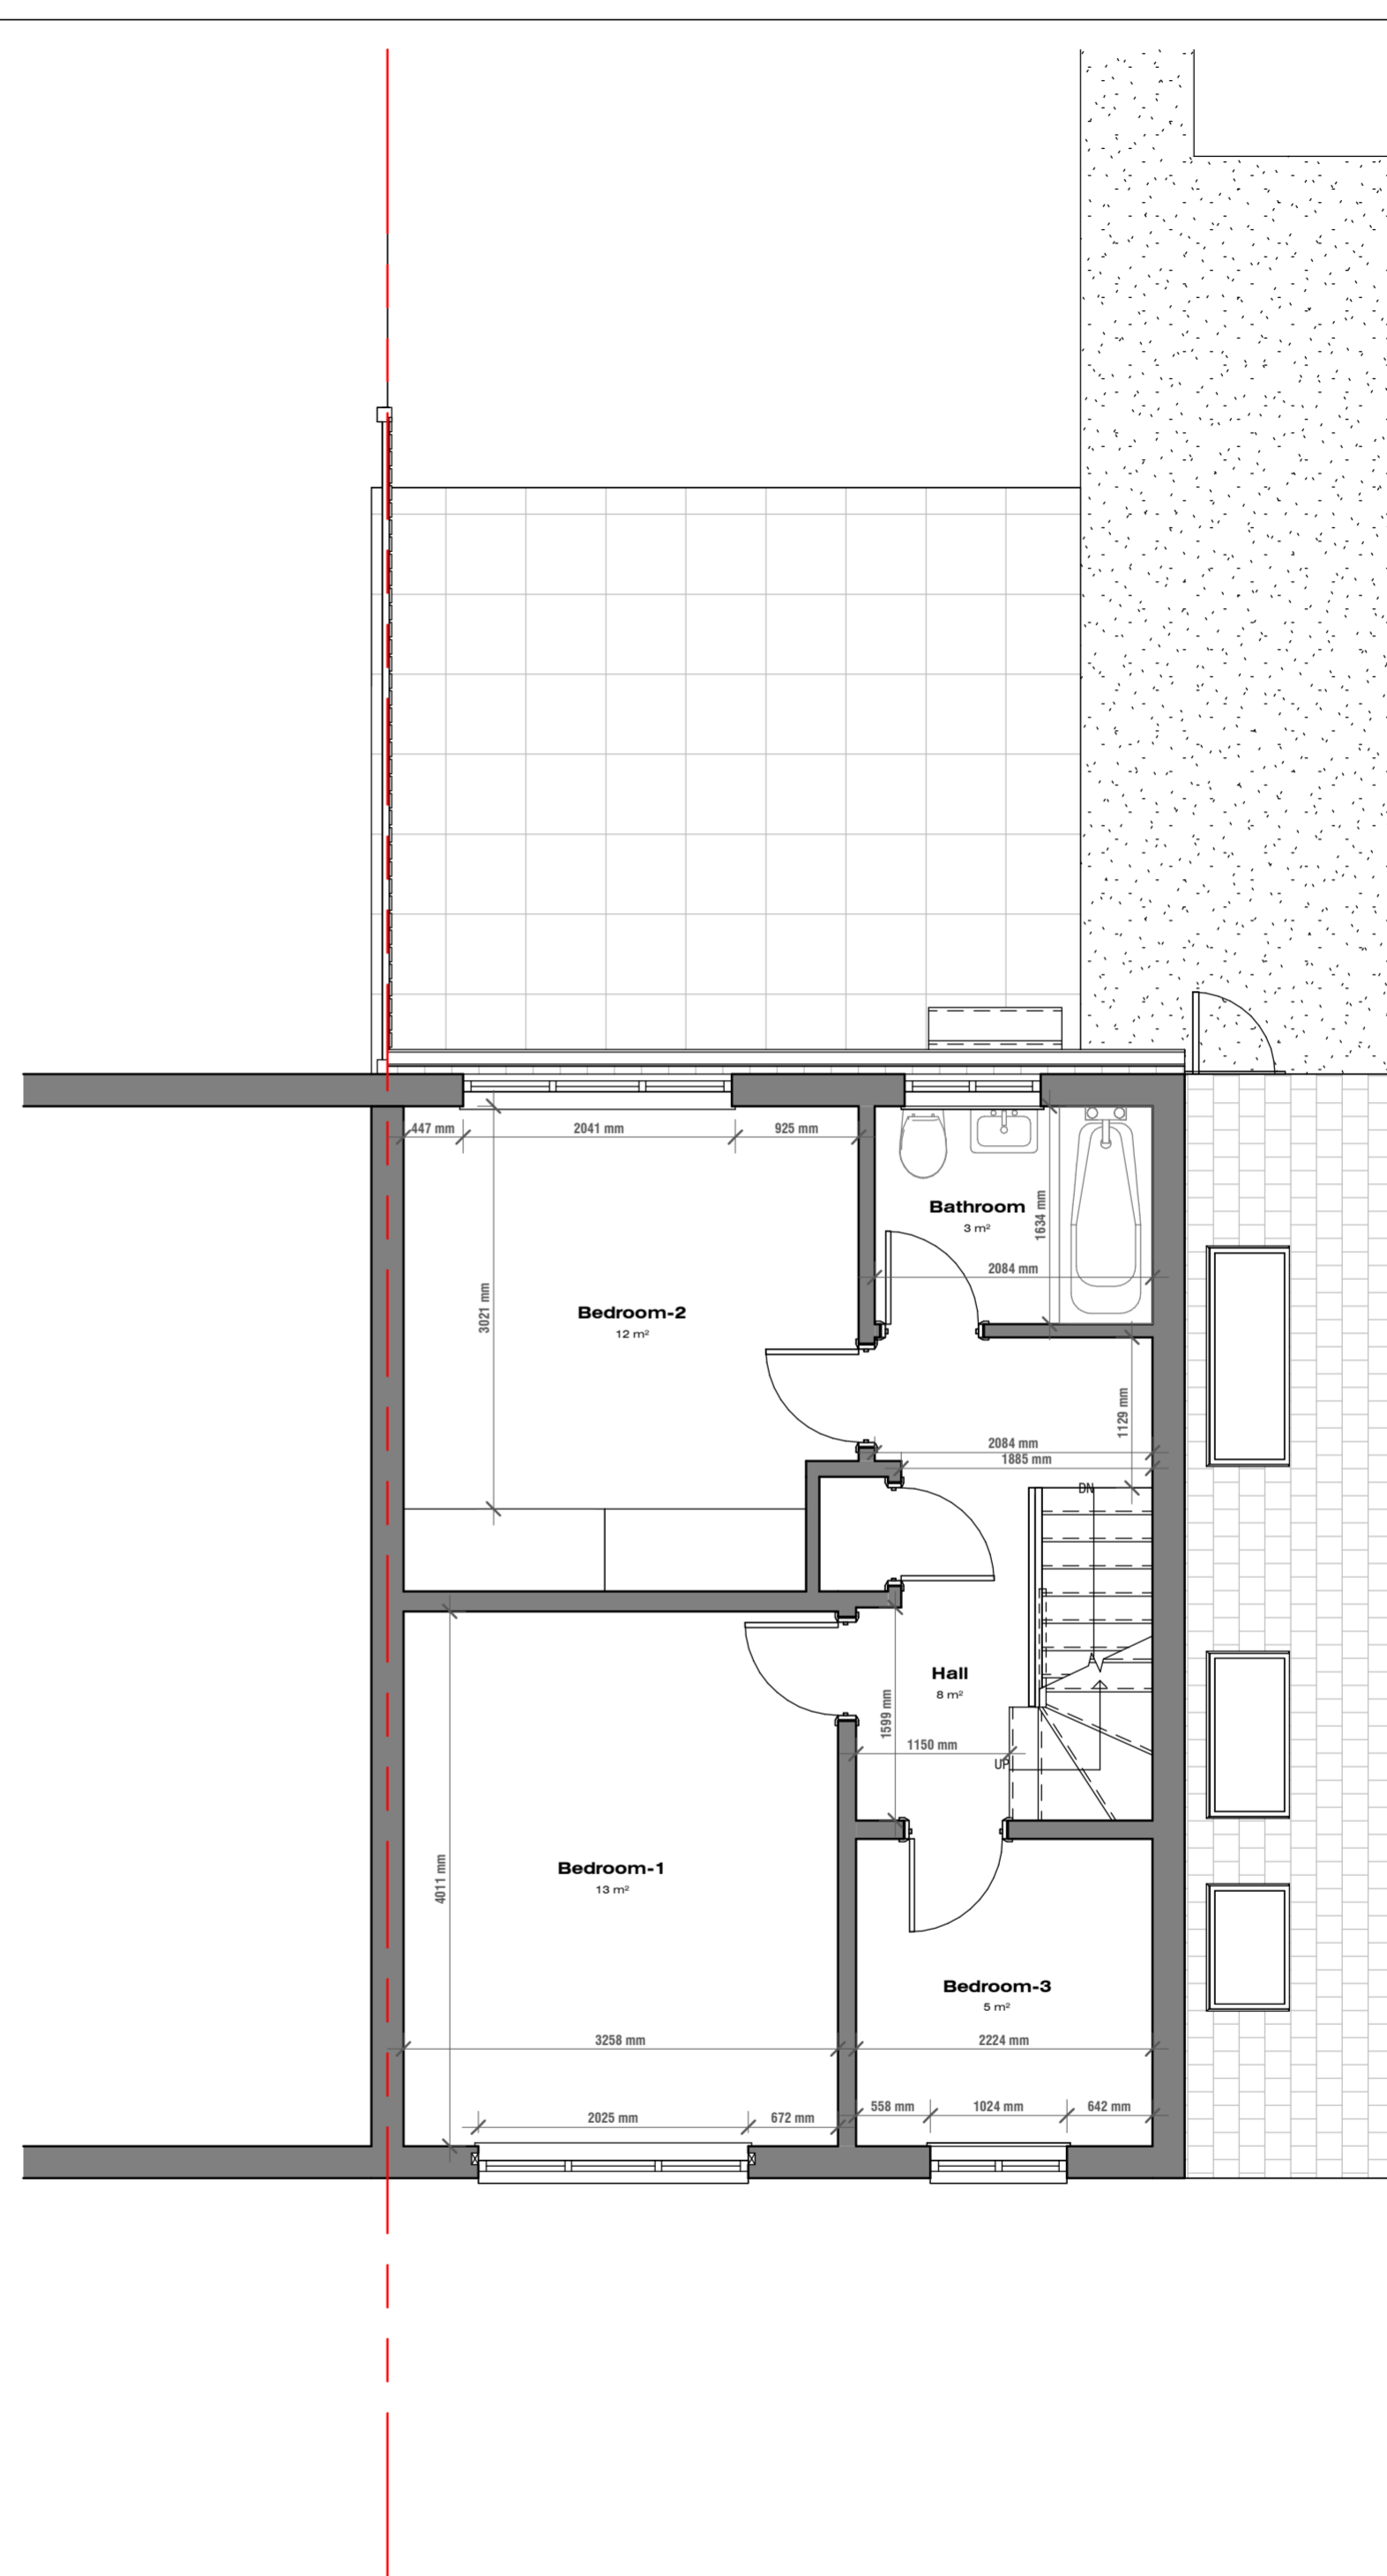 447 mm
2041 mm
925 mm
Bathroom
3 m²
1634 mm
2084 mm
3021 mm
Bedroom-2
12 m²
1129 mm
2084 mm
1885 mm
DN
Hall
8 m²
1599 mm
1150 mm
UP
Bedroom-1
13 m²
4011 mm
Bedroom-3
5 m²
3258 mm
2224 mm
558 mm
1024 mm
642 mm
2025 mm
672 mm